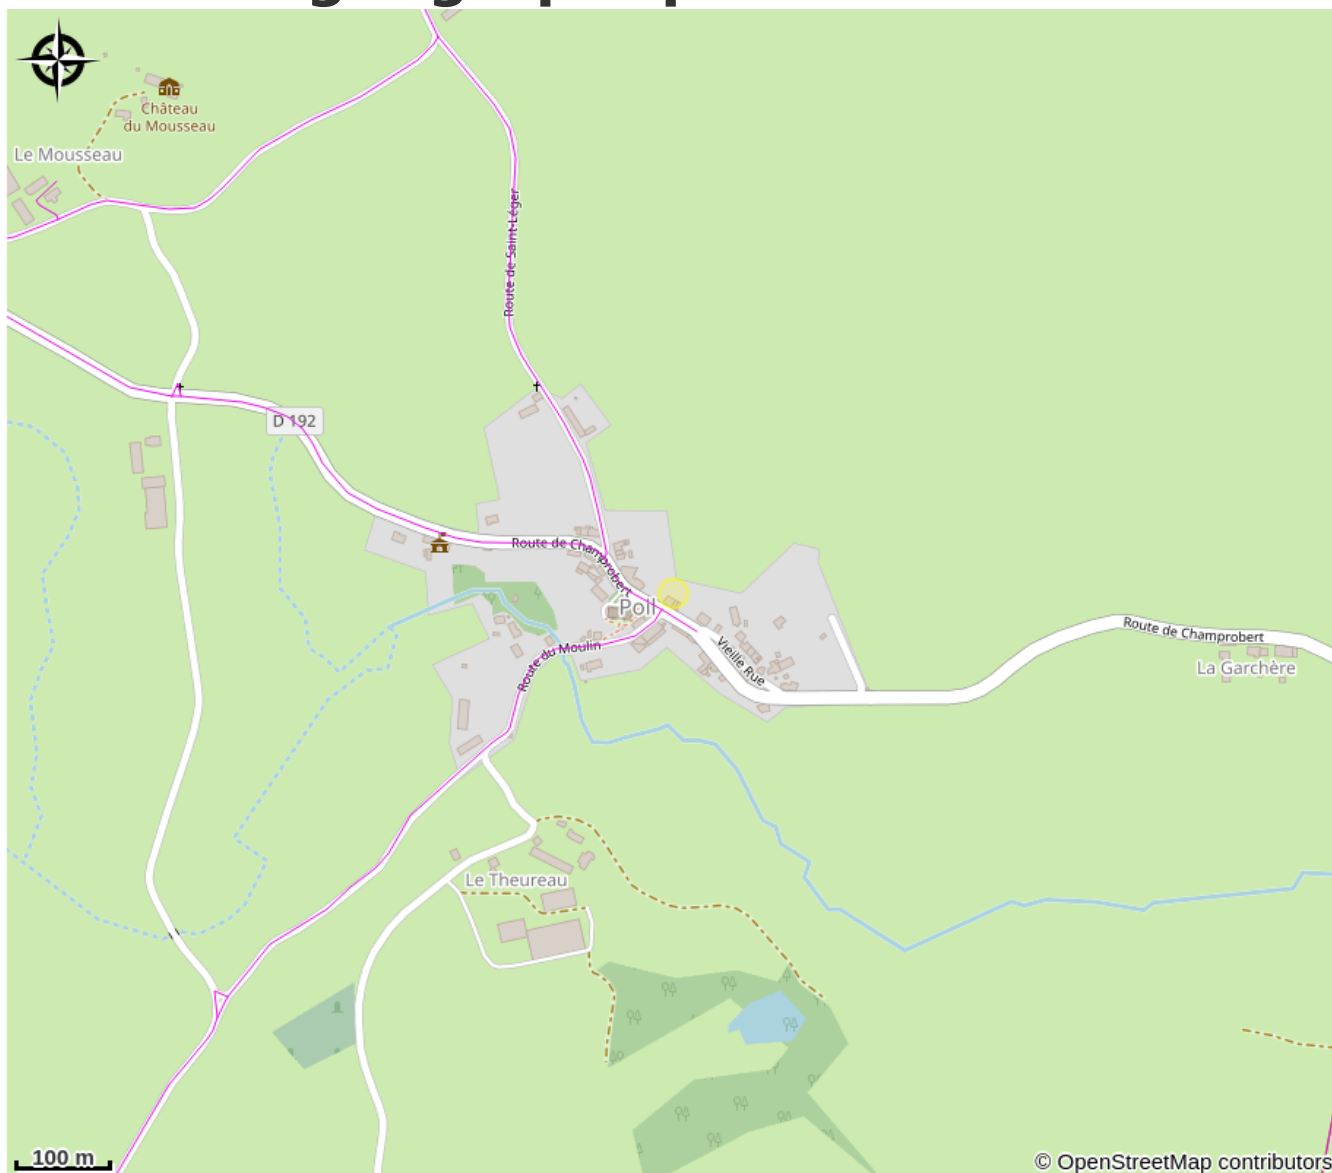 Château
du Mousseau
Le Mousseau
Route de Saint-Léger
D 192
Route de Champrobert
Poil
Route du Moulin
Vieille Rue
Route de Champrobert
La Garchère
Le Theureau
100 m
© OpenStreetMap contributors